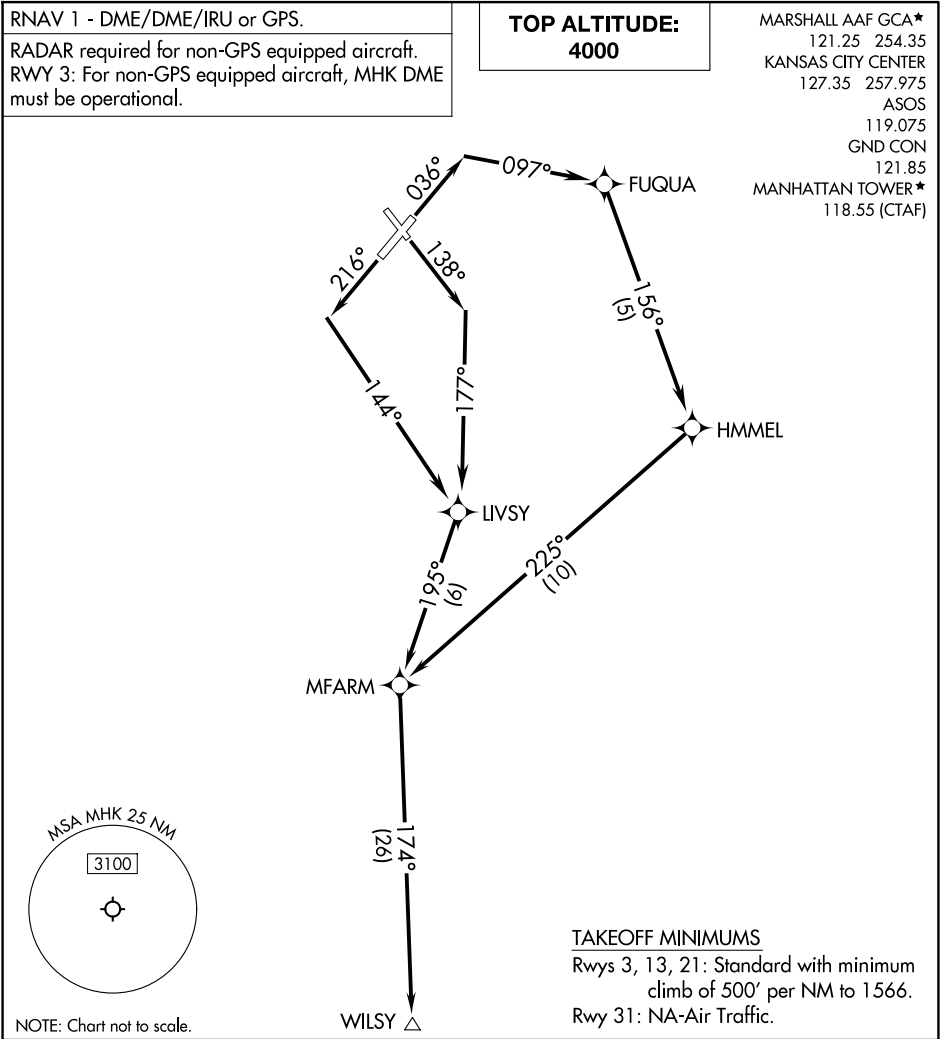 RNAV 1 - DME/DME/IRU or GPS.
RADAR required for non-GPS equipped aircraft.
RWY 3: For non-GPS equipped aircraft, MHK DME
must be operational.
TOP ALTITUDE:
4000
MARSHALL AAF GCA★
121.25 254.35
KANSAS CITY CENTER
127.35 257.975
ASOS
119.075
GND CON
121.85
MANHATTAN TOWER★
118.55 (CTAF)
036°
097°
FUQUA
216°
138°
156°
(5)
144°
177°
HMMEL
LIVSY
195°
(6)
225°
(10)
MFARM
174°
(26)
MSA MHK 25 NM
3100
TAKEOFF MINIMUMS
Rwys 3, 13, 21: Standard with minimum
climb of 500' per NM to 1566.
Rwy 31: NA-Air Traffic.
NOTE: Chart not to scale.
WILSY